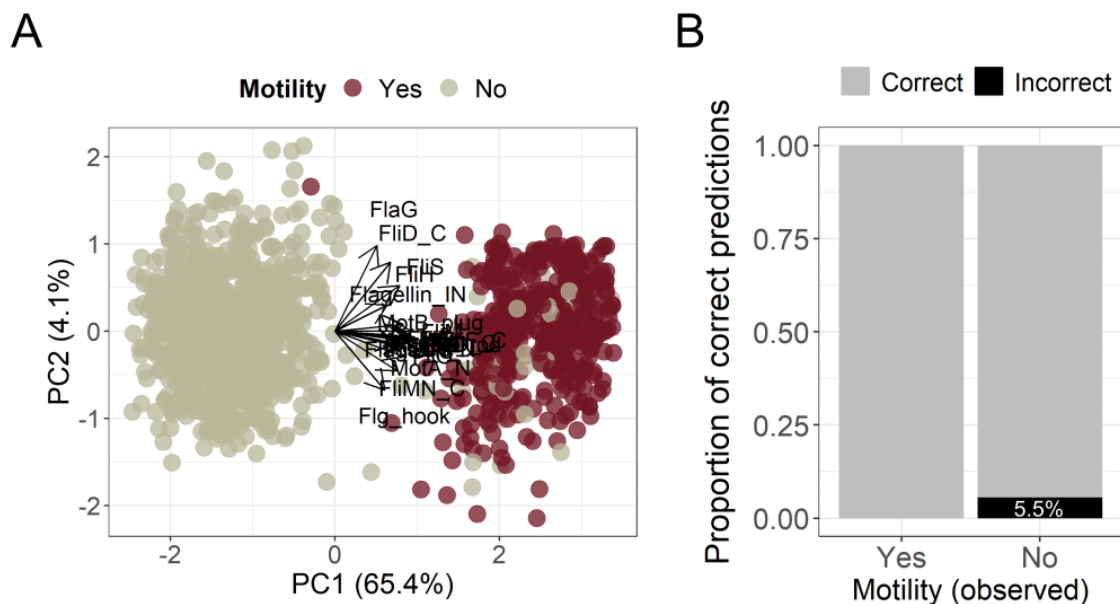 A
Motility Yes No
PC2 (4.1%)
2
1
0
-1
-2
FlaG
FliD_C
FliS
FliH
Flagellin_IN
MotB_plug
MotA_N
FliMN_C
Flg_hook
-2 0 2
PC1 (65.4%)
B
Correct Incorrect
Proportion of correct predictions
1.00
0.75
0.50
0.25
0.00
5.5%
Yes No
Motility (observed)